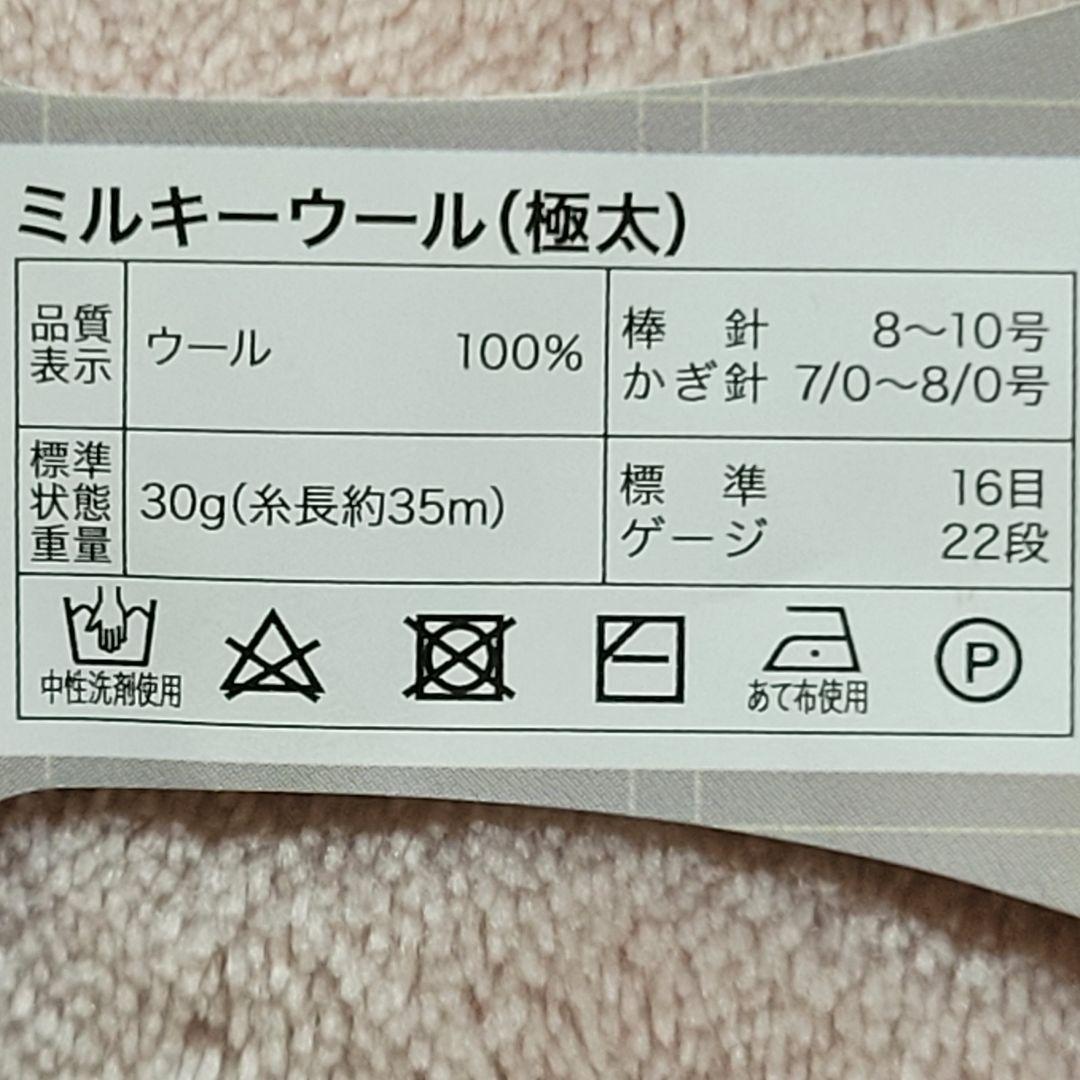 ミルキーウール(極太)
品質
表示
ウール 100%
棒 針 8～10号
かぎ針 7/0～8/0号
標準
状態
重量
30g(糸長約35m)
標 準 16目
ゲージ 22段
中性洗剤使用
あて布使用
P